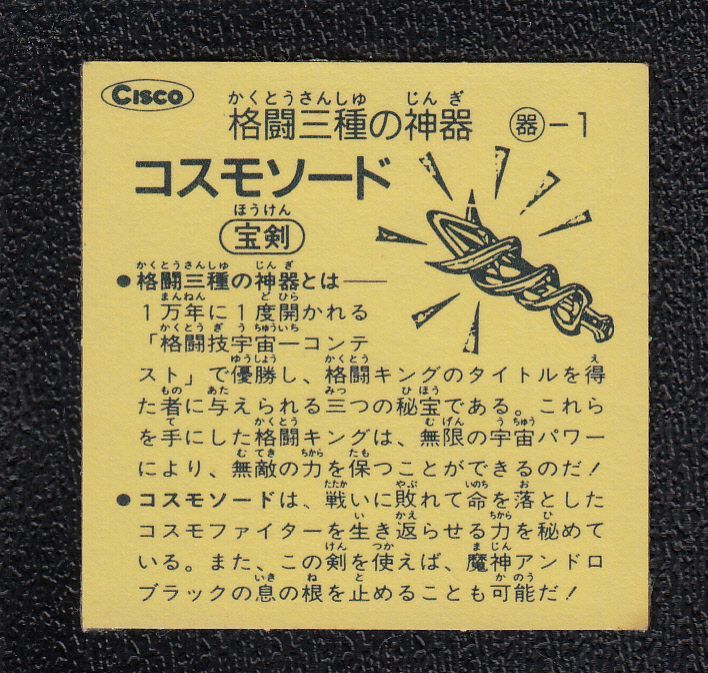 CISCO
かくとうさんしゅ じんぎ
格闘三種の神器 器-1
コスモソード
ほうけん
宝剣
かくとうさんしゅ じんぎ
●格闘三種の神器とは――
まんねん ど ひら
1万年に1度開かれる
かくとうぎ うちゅういち
「格闘技宇宙一コンテ
ゆうしょう かくとう え
スト」で優勝し、格闘キングのタイトルを得
もの あた みっ ひほう
た者に与えられる三つの秘宝である。これら
て かくとう むげん うちゅう
を手にした格闘キングは、無限の宇宙パワー
むてき ちから たも
により、無敵の力を保つことができるのだ!
たたか やぶ いのち お
●コスモソードは、戦いに敗れて命を落とした
い かえ ちから ひ
コスモファイターを生き返らせる力を秘めて
けん つか まじん
いる。また、この剣を使えば、魔神アンドロ
いき ね と かのう
ブラックの息の根を止めることも可能だ!